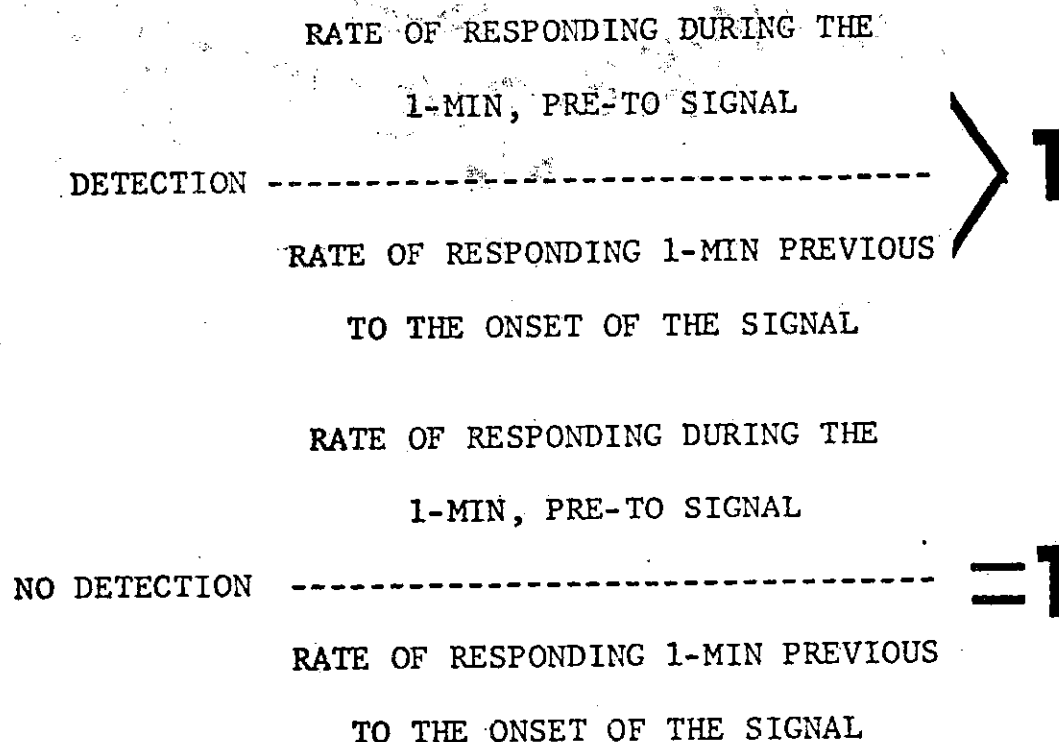 RATE OF RESPONDING DURING THE
1-MIN, PRE-TO SIGNAL
DETECTION --------------------------------- > 1
RATE OF RESPONDING 1-MIN PREVIOUS
TO THE ONSET OF THE SIGNAL
RATE OF RESPONDING DURING THE
1-MIN, PRE-TO SIGNAL
NO DETECTION --------------------------------- = 1
RATE OF RESPONDING 1-MIN PREVIOUS
TO THE ONSET OF THE SIGNAL